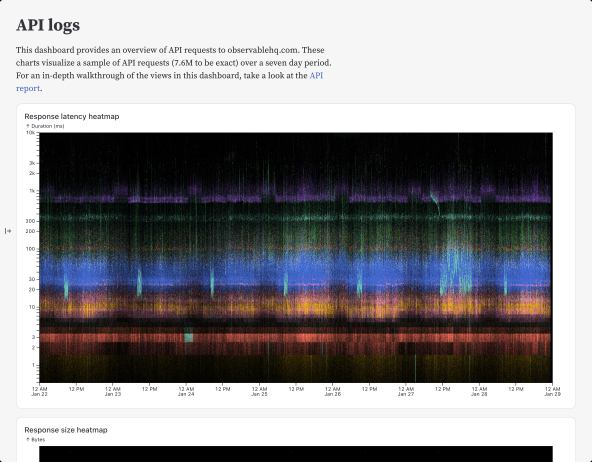 API logs
This dashboard provides an overview of API requests to observablehq.com. These
charts visualize a sample of API requests (7.6M to be exact) over a seven day period.
For an in-depth walkthrough of the views in this dashboard, take a look at the API
report.
Response latency heatmap
↑ Duration (ms)
10k
3k
2k
1k
300
200
100
30
20
10
3
2
1
12 AM 12 PM 12 AM 12 PM 12 AM 12 PM 12 AM 12 PM 12 AM 12 PM 12 AM 12 PM 12 AM 12 PM 12 AM
Jan 22 Jan 23 Jan 24 Jan 25 Jan 26 Jan 27 Jan 28 Jan 29
Response size heatmap
↑ Bytes